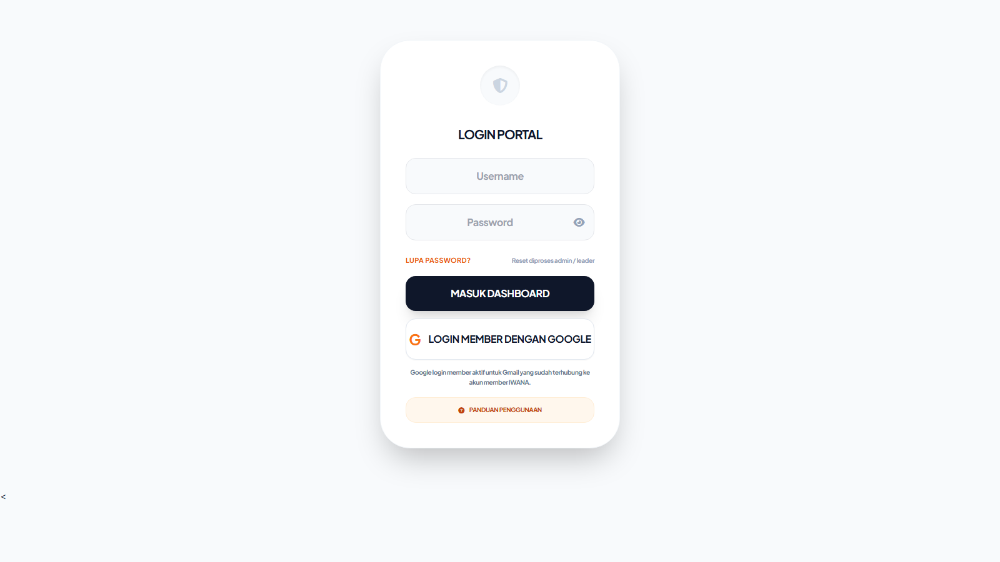 LOGIN PORTAL
Username
Password
LUPA PASSWORD? Reset diproses admin / leader
MASUK DASHBOARD
G LOGIN MEMBER DENGAN GOOGLE
Google login member aktif untuk Gmail yang sudah terhubung ke
akun member IWANA.
? PANDUAN PENGGUNAAN
<